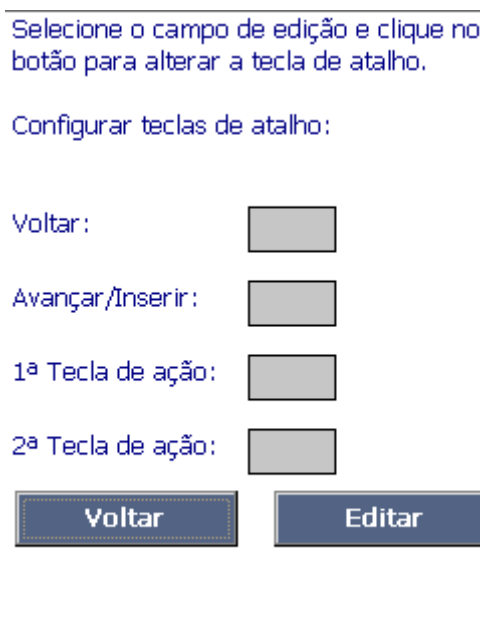 Selecione o campo de edição e clique no
botão para alterar a tecla de atalho.
Configurar teclas de atalho:
Voltar:
Avançar/Inserir:
1ª Tecla de ação:
2ª Tecla de ação:
Voltar Editar